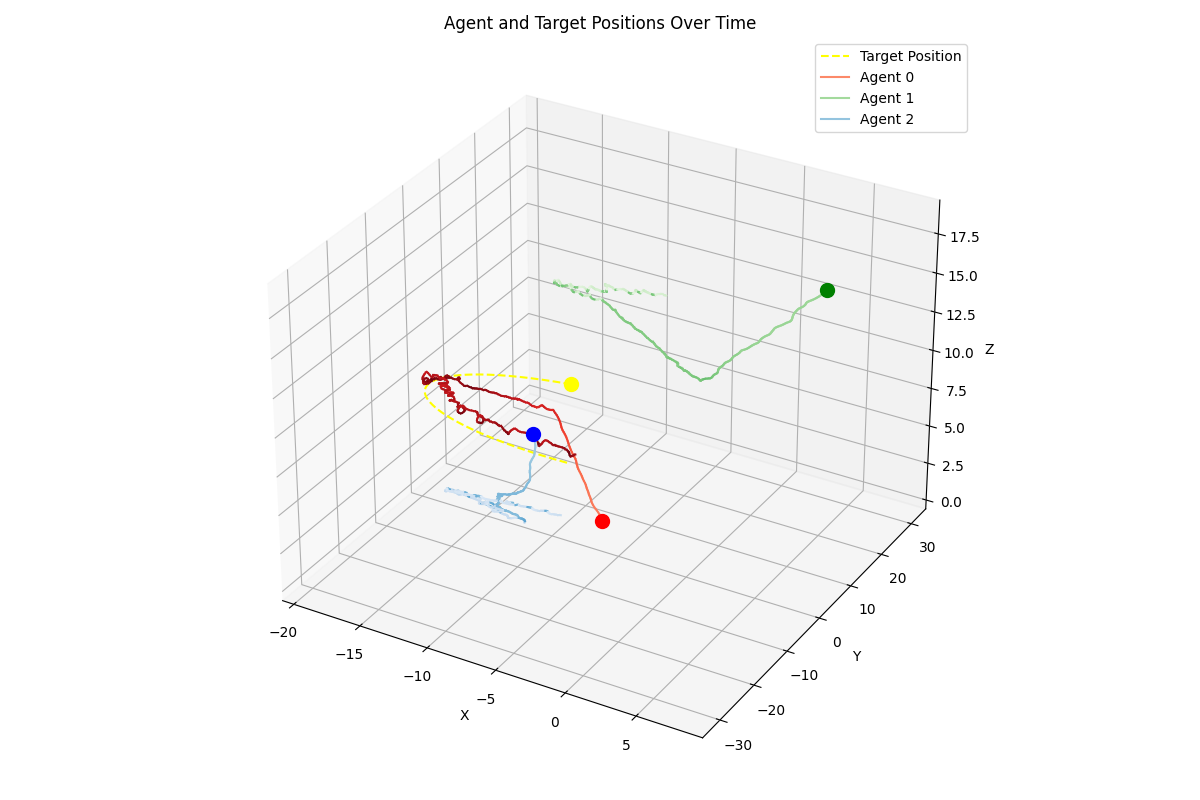 Agent and Target Positions Over Time
Target Position
Agent 0
Agent 1
Agent 2
17.5
15.0
12.5
10.0
7.5
5.0
2.5
0.0
Z
30
20
10
0
−10
−20
−30
Y
−20
−15
−10
−5
0
5
X